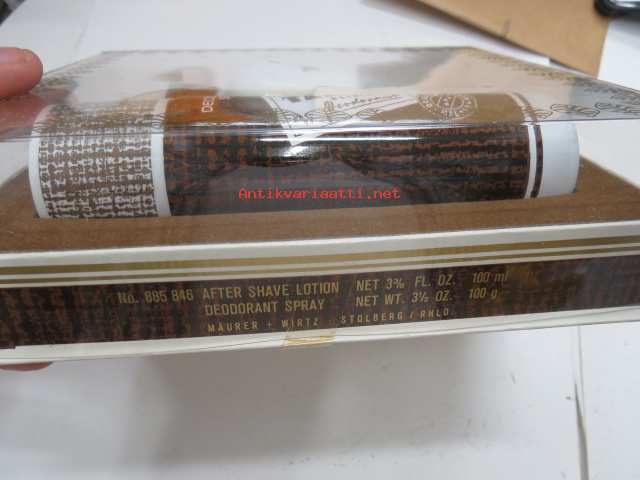 DEO
Antikvariaatti.net
No. 885 846 AFTER SHAVE LOTION / NET 3⅜ FL. OZ. 100 ml
DEODORANT SPRAY / NET WT. 3½ OZ. 100 g
MÄURER + WIRTZ · STOLBERG / RHLD.